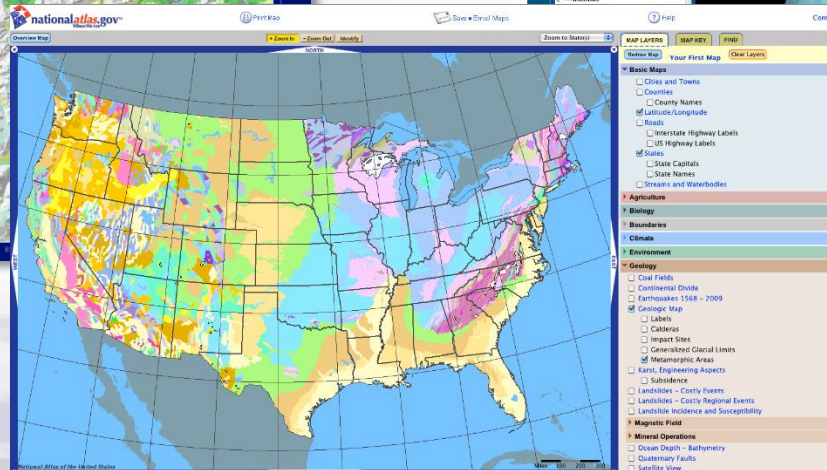 nationalatlas.gov™
Where We Are
Print Map
Save • Email Maps
Help
Overview Map
+ Zoom In
− Zoom Out
Identify
Zoom to State(s)
NORTH
WEST
EAST
National Atlas of the United States
Miles 100 200 300
MAP LAYERS
MAP KEY
FIND
Redraw Map
Your First Map
Clear Layers
Basic Maps
Cities and Towns
Counties
County Names
Latitude/Longitude
Roads
Interstate Highway Labels
US Highway Labels
States
State Capitals
State Names
Streams and Waterbodies
Agriculture
Biology
Boundaries
Climate
Environment
Geology
Coal Fields
Continental Divide
Earthquakes 1568 - 2009
Geologic Map
Labels
Calderas
Impact Sites
Generalized Glacial Limits
Metamorphic Areas
Karst, Engineering Aspects
Subsidence
Landslides - Costly Events
Landslides - Costly Regional Events
Landslide Incidence and Susceptibility
Magnetic Field
Mineral Operations
Ocean Depth - Bathymetry
Quaternary Faults
Satellite View